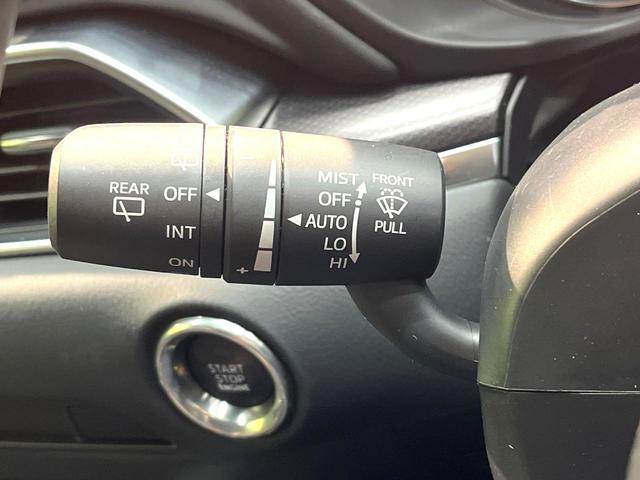 REAR
OFF
INT
ON
−
+
MIST
OFF
AUTO
LO
HI
FRONT
PULL
START
STOP
ENGINE